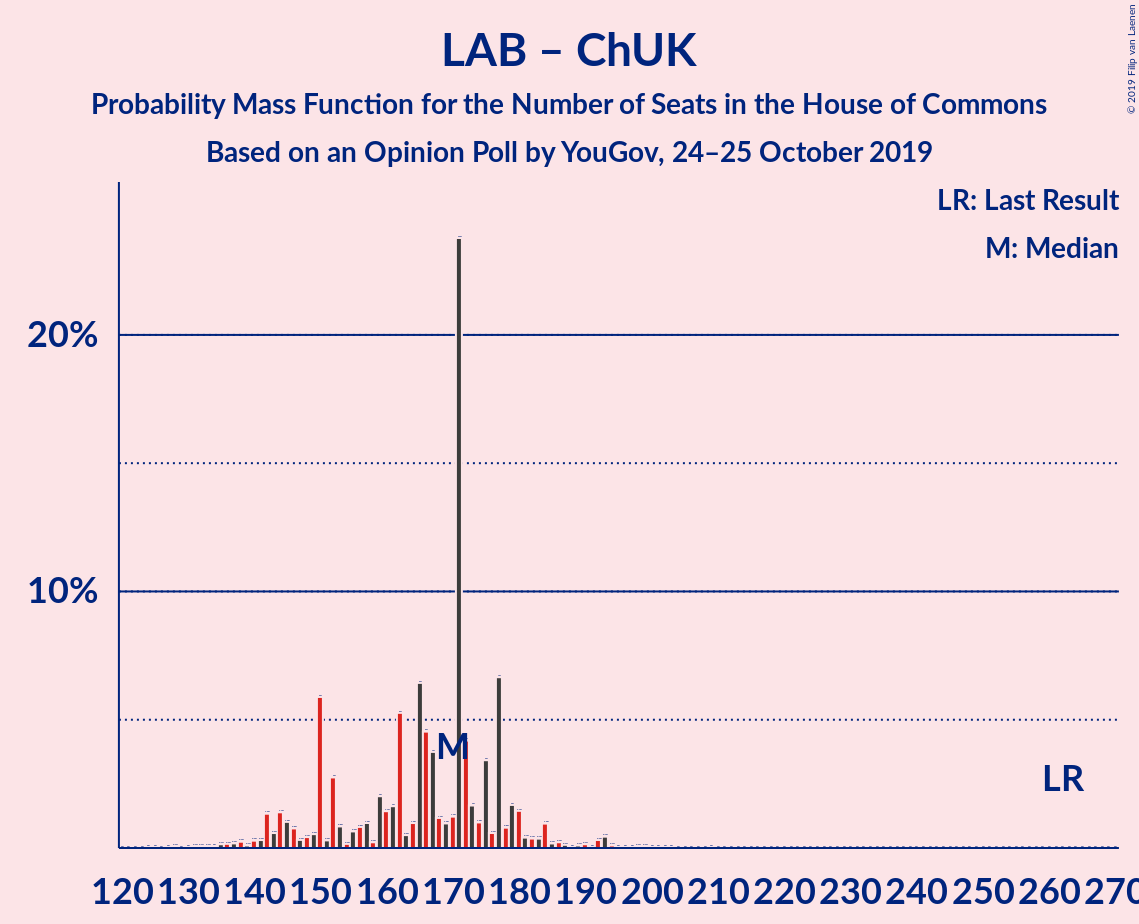 LAB – ChUK
Probability Mass Function for the Number of Seats in the House of Commons
Based on an Opinion Poll by YouGov, 24–25 October 2019
© 2019 Filip van Laenen
LR: Last Result
M: Median
20%
10%
M
LR
120 130 140 150 160 170 180 190 200 210 220 230 240 250 260 270